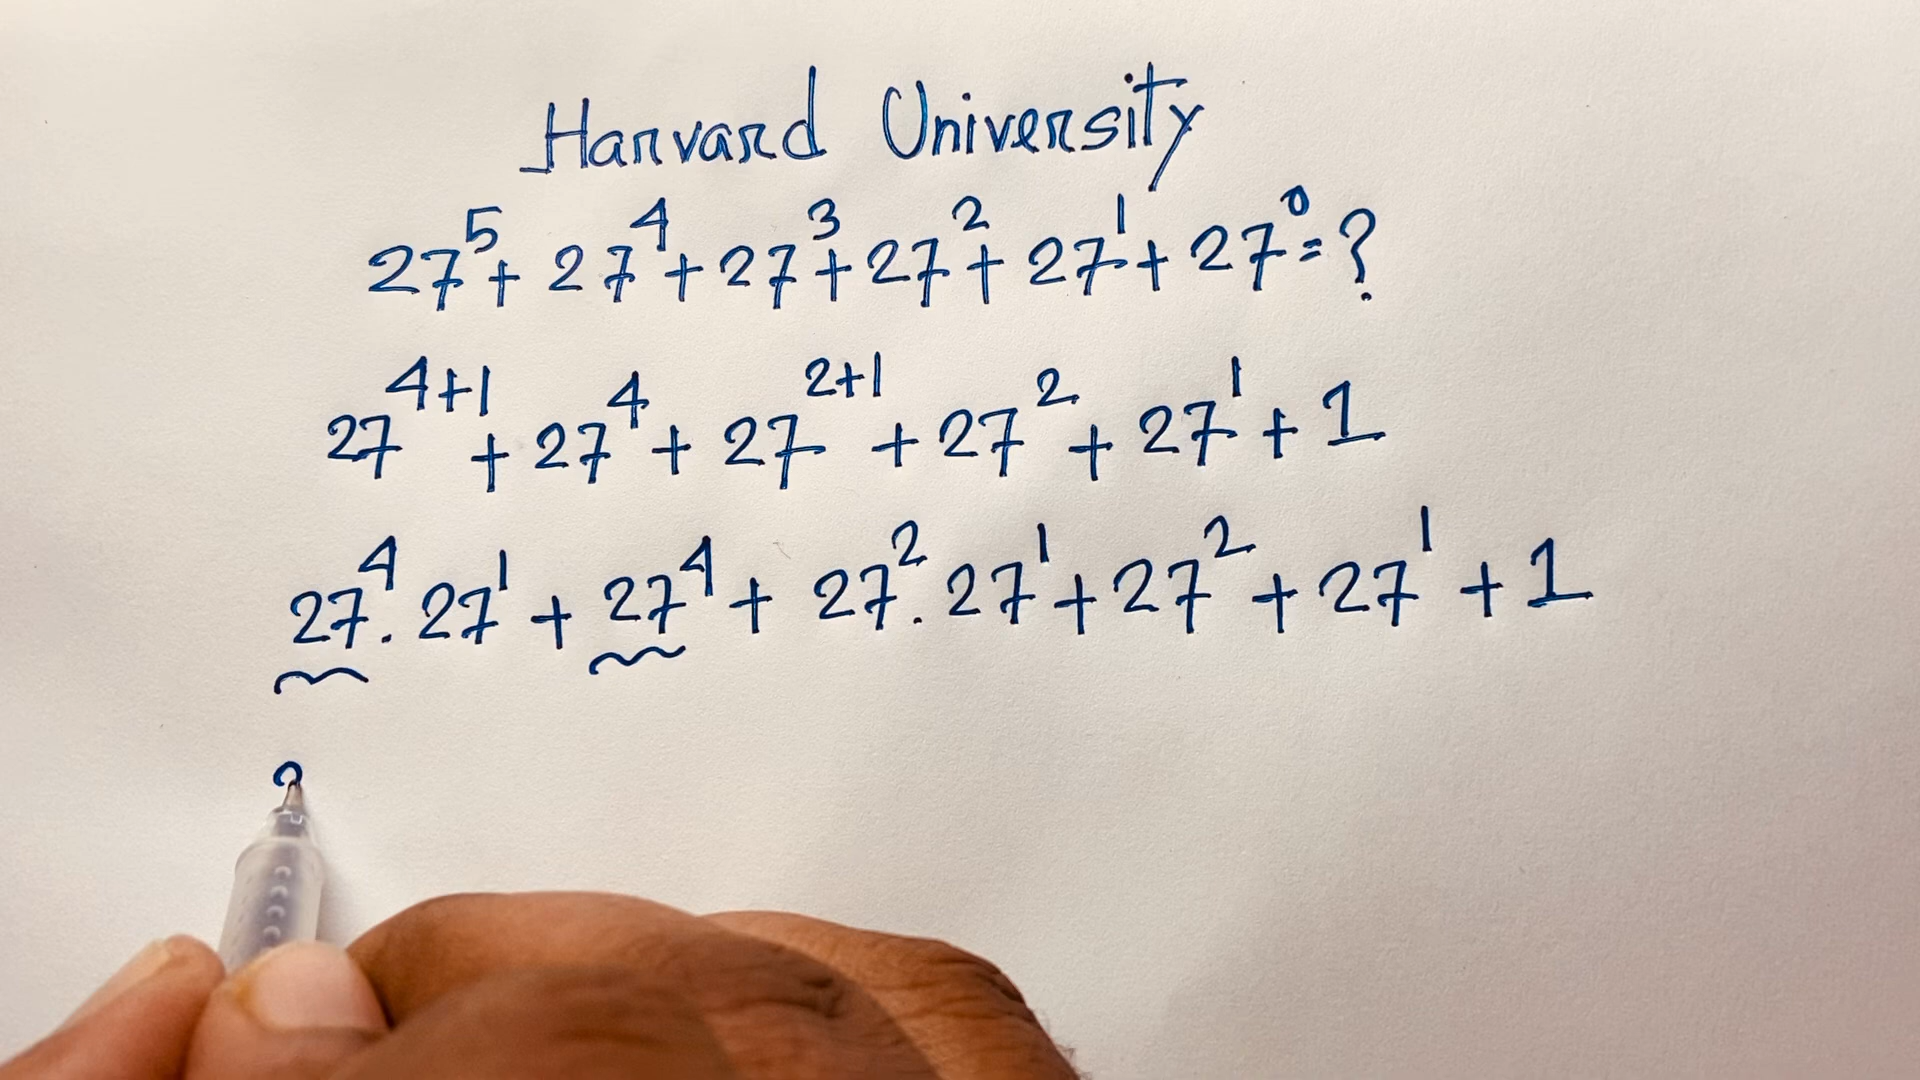 Harvard University
27⁵ + 27⁴ + 27³ + 27² + 27¹ + 27⁰ = ?
27⁴⁺¹ + 27⁴ + 27²⁺¹ + 27² + 27¹ + 1
27⁴ . 27¹ + 27⁴ + 27² . 27¹ + 27² + 27¹ + 1